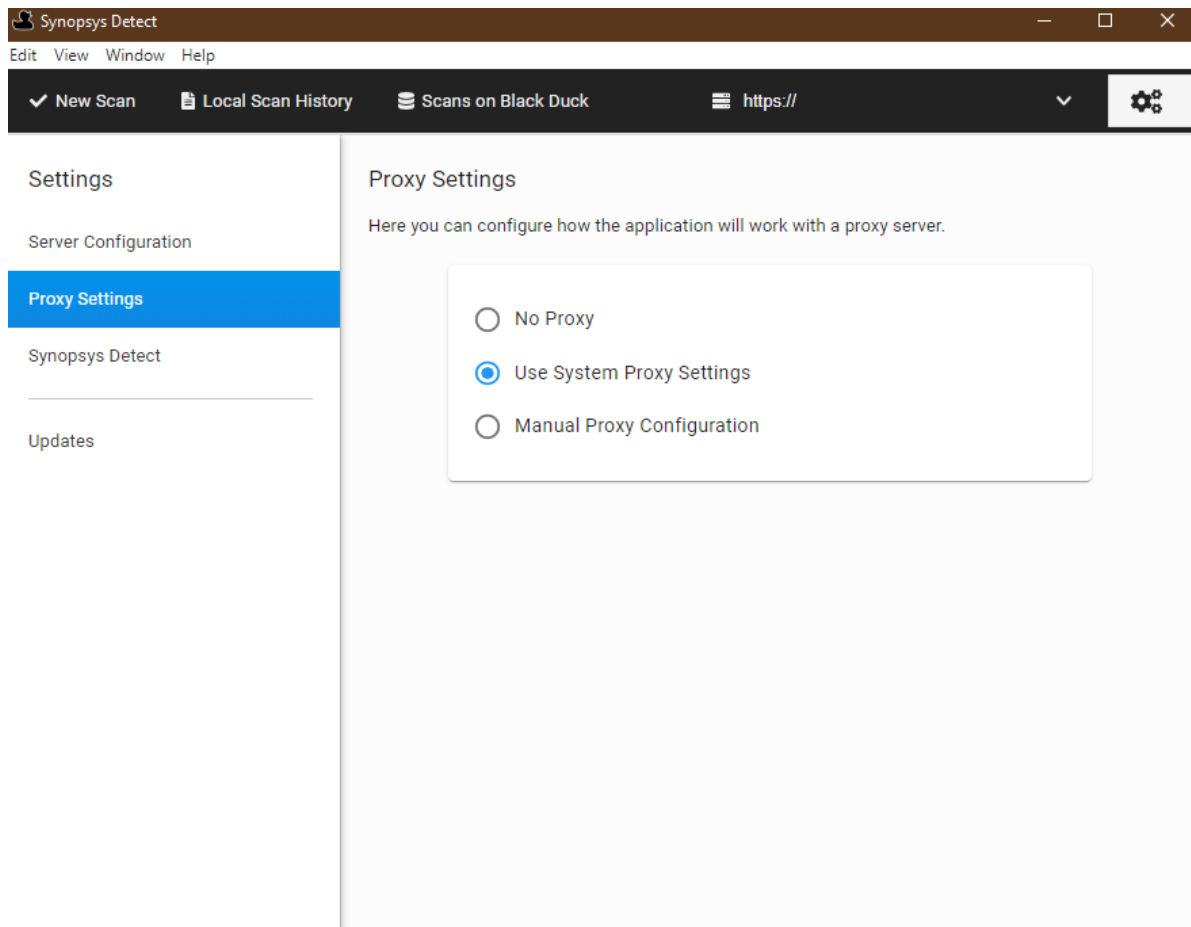 Synopsys Detect
Edit View Window Help
New Scan Local Scan History Scans on Black Duck https://
Settings
Server Configuration
Proxy Settings
Synopsys Detect
Updates
Proxy Settings
Here you can configure how the application will work with a proxy server.
No Proxy
Use System Proxy Settings
Manual Proxy Configuration